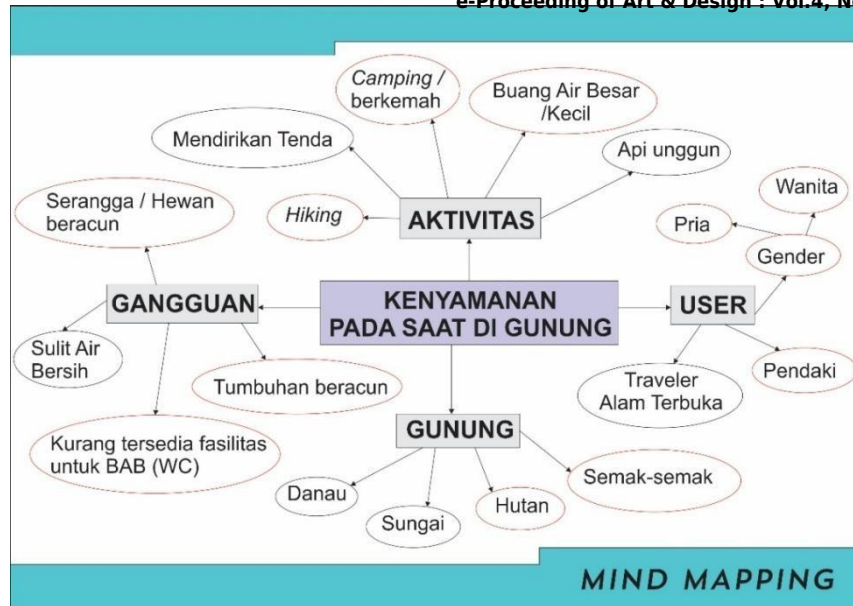 e-Proceeding of Art & Design : Vol.4, No
Camping /
berkemah
Buang Air Besar
/Kecil
Mendirikan Tenda
Api unggun
Serangga / Hewan
beracun
Hiking
AKTIVITAS
Wanita
Pria
Gender
GANGGUAN
KENYAMANAN
PADA SAAT DI GUNUNG
USER
Sulit Air
Bersih
Tumbuhan beracun
Traveler
Alam Terbuka
Pendaki
Kurang tersedia fasilitas
untuk BAB (WC)
GUNUNG
Danau
Sungai
Hutan
Semak-semak
MIND MAPPING